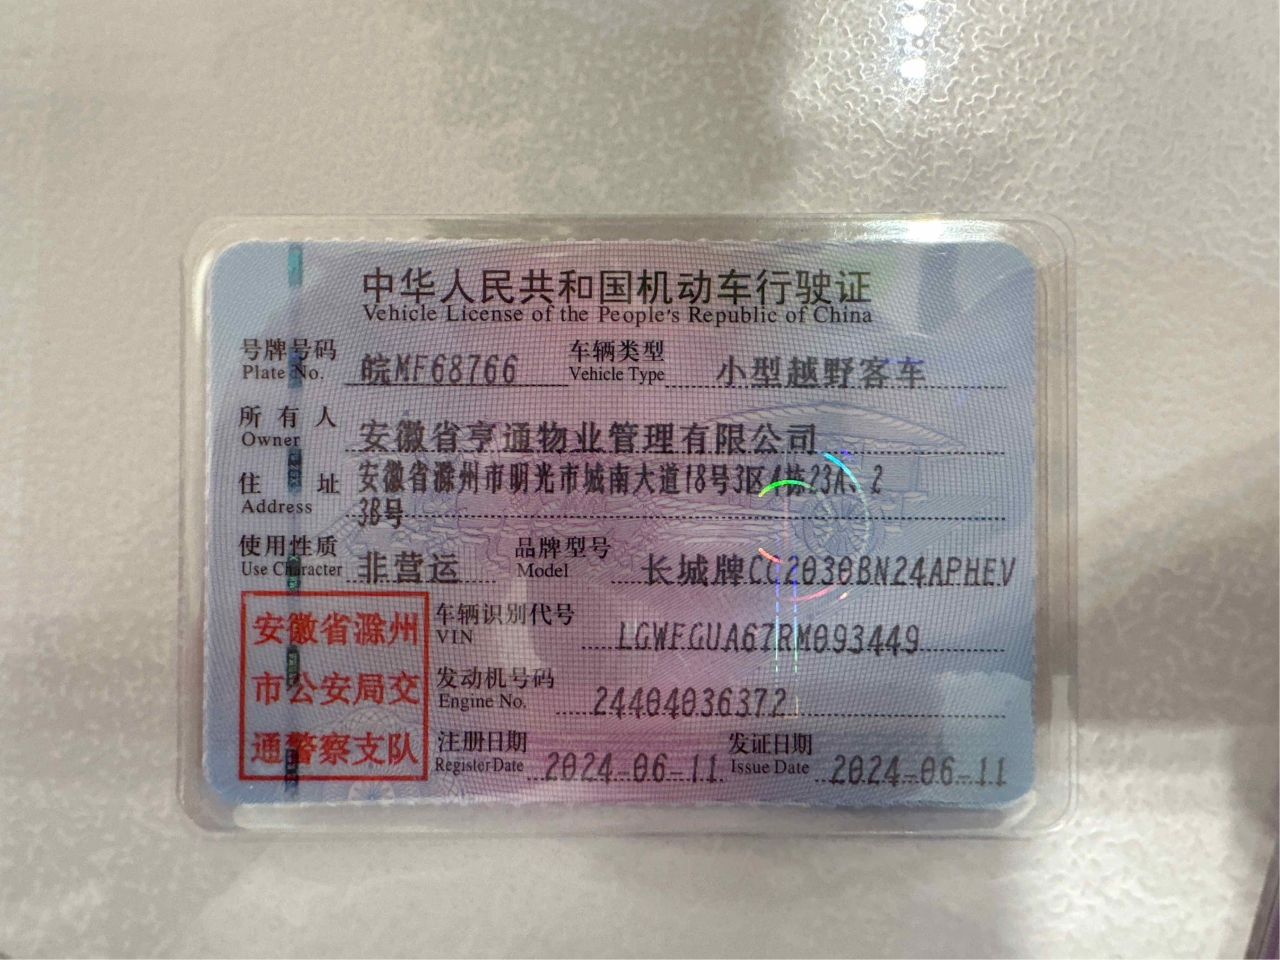 中华人民共和国机动车行驶证
Vehicle License of the People's Republic of China
号牌号码 皖MF68766 车辆类型 小型越野客车
Plate No. Vehicle Type
所有人 安徽省亨通物业管理有限公司
Owner
住址 安徽省滁州市明光市城南大道18号3区4栋23A、2
Address 3B号
使用性质 非营运 品牌型号 长城牌CC2030BN24APHEV
Use Character Model
安徽省滁州
市公安局交
通警察支队
车辆识别代号 LGWFGUA67RM093449
VIN
发动机号码 24404036372
Engine No.
注册日期 2024-06-11 发证日期 2024-06-11
Register Date Issue Date